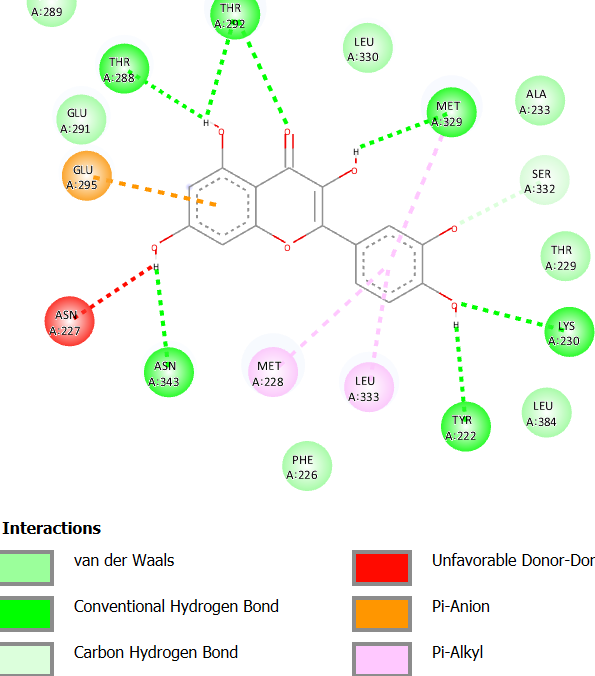 A:289
THR
A:292
LEU
A:330
THR
A:288
MET
A:329
ALA
A:233
GLU
A:291
GLU
A:295
SER
A:332
H
O
O
H
O
O
O
THR
A:229
O
H
O
H
ASN
A:227
LYS
A:230
ASN
A:343
MET
A:228
LEU
A:333
LEU
A:384
TYR
A:222
PHE
A:226
Interactions
van der Waals
Unfavorable Donor-Don
Conventional Hydrogen Bond
Pi-Anion
Carbon Hydrogen Bond
Pi-Alkyl